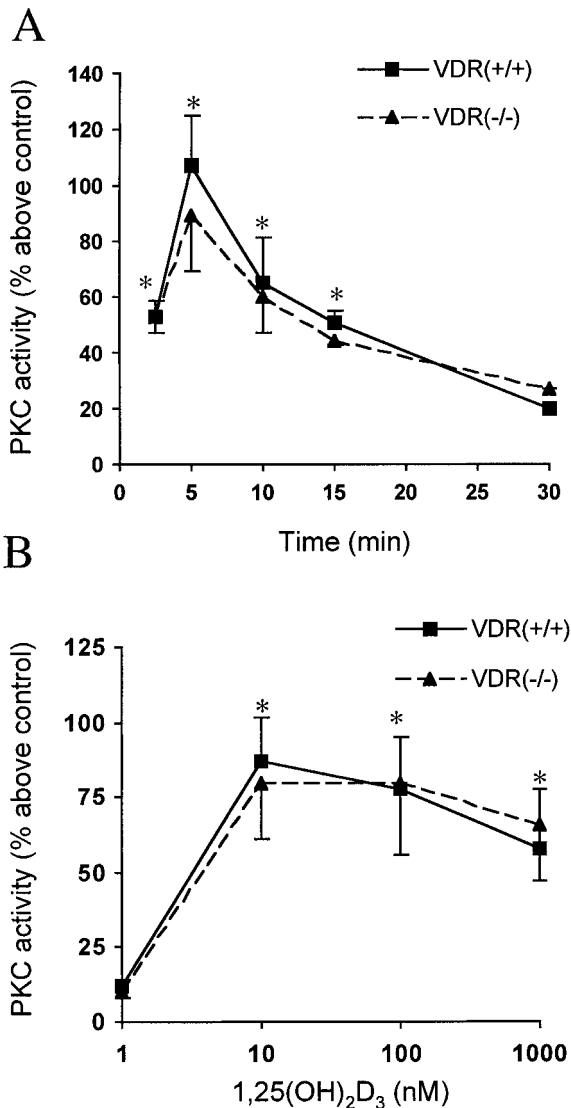 A
VDR(+/+)
VDR(-/-)
PKC activity (% above control)
140
120
100
80
60
40
20
0
* * * *
0 5 10 15 20 25 30
Time (min)
B
VDR(+/+)
VDR(-/-)
PKC activity (% above control)
125
100
75
50
25
0
* * *
1 10 100 1000
1,25(OH)₂D₃ (nM)